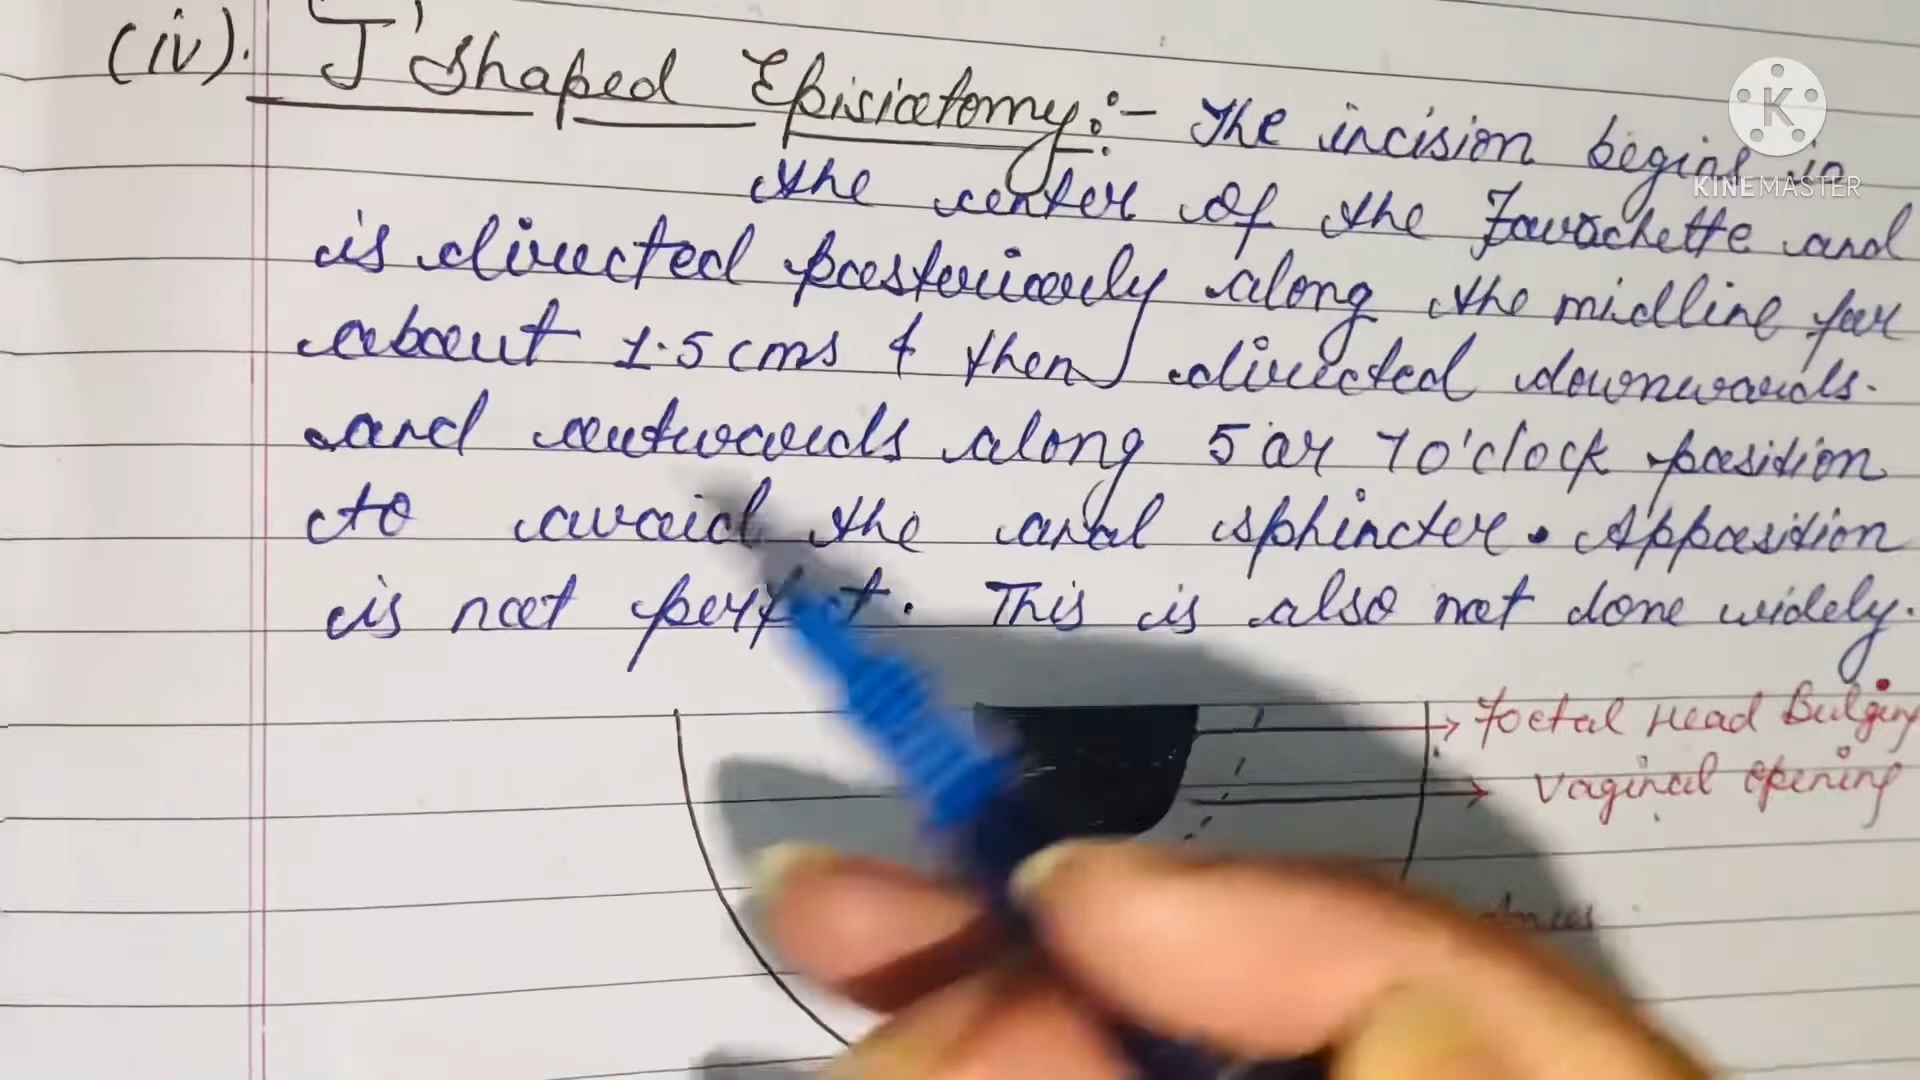 (iv). 'J' Shaped Episiotomy:- The incision begins in
the center of the Fourchette and
is directed posteriorly along the midline for
about 1.5 cms & then directed downwards.
and outwards along 5 or 7 o'clock position
to avoid the anal sphincter. Apposition
is not perfect. This is also not done widely.
Foetal Head Bulging
Vaginal Opening
Anus
K
KINEMASTER